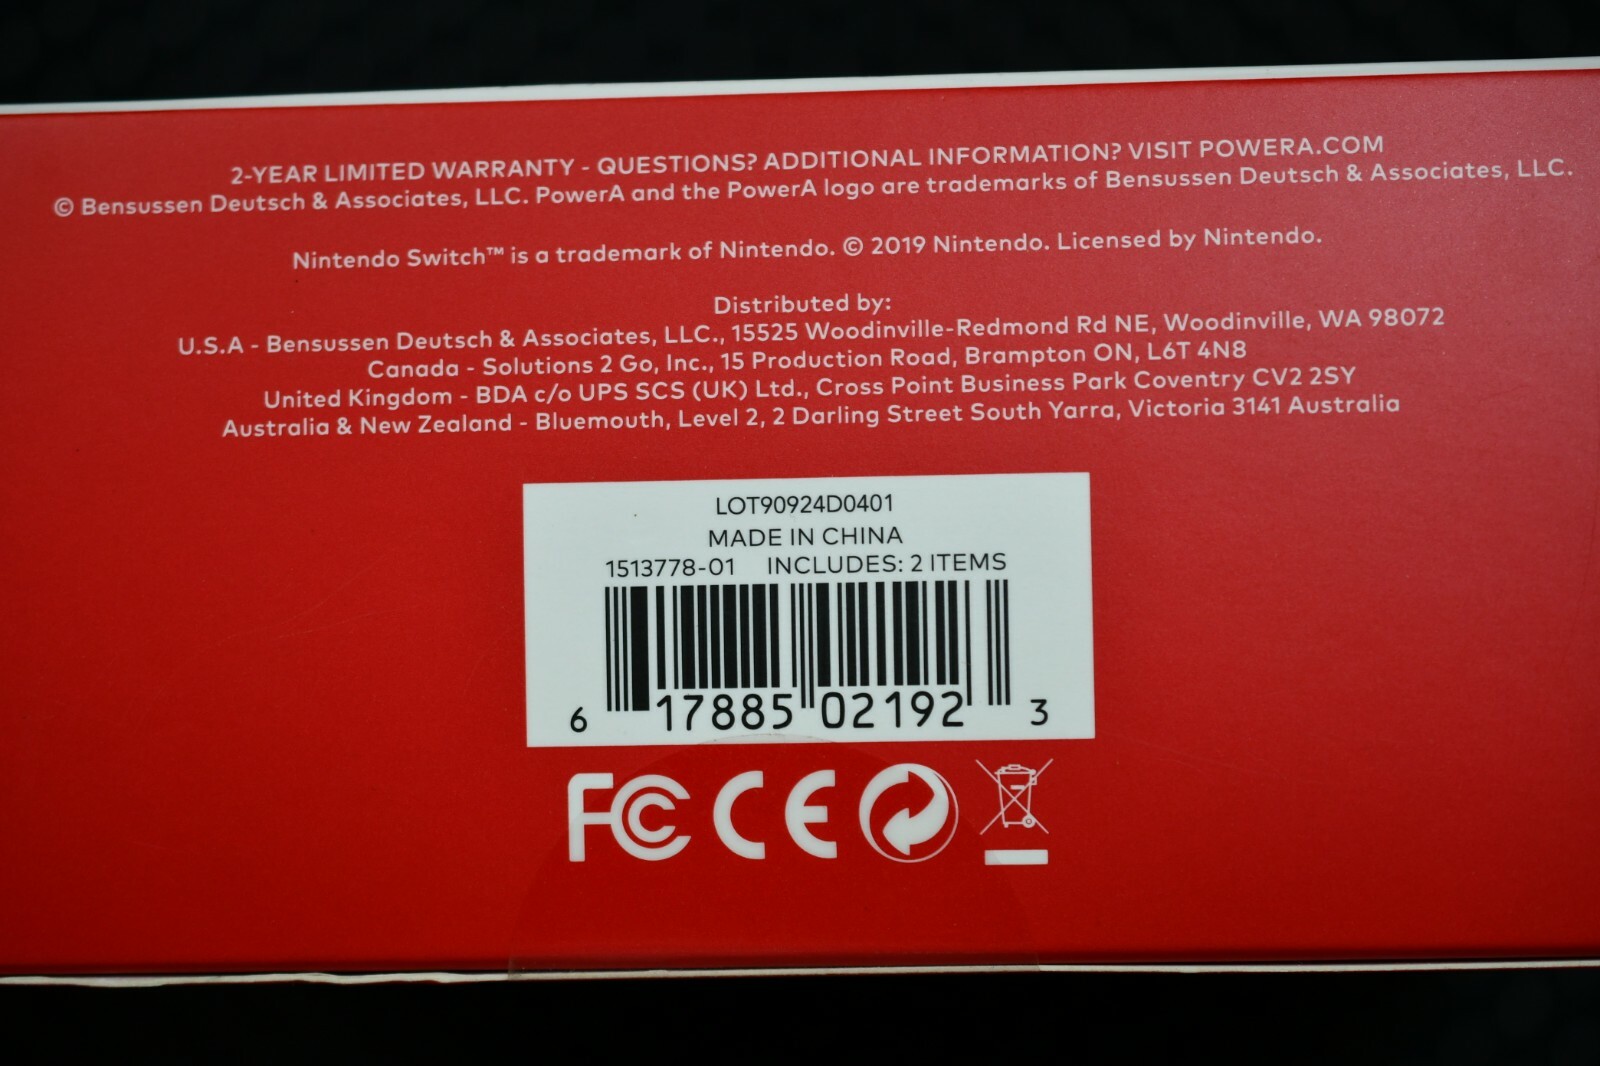 2-YEAR LIMITED WARRANTY - QUESTIONS? ADDITIONAL INFORMATION? VISIT POWERA.COM
© Bensussen Deutsch & Associates, LLC. PowerA and the PowerA logo are trademarks of Bensussen Deutsch & Associates, LLC.
Nintendo Switch™ is a trademark of Nintendo. © 2019 Nintendo. Licensed by Nintendo.
Distributed by:
U.S.A - Bensussen Deutsch & Associates, LLC., 15525 Woodinville-Redmond Rd NE, Woodinville, WA 98072
Canada - Solutions 2 Go, Inc., 15 Production Road, Brampton ON, L6T 4N8
United Kingdom - BDA c/o UPS SCS (UK) Ltd., Cross Point Business Park Coventry CV2 2SY
Australia & New Zealand - Bluemouth, Level 2, 2 Darling Street South Yarra, Victoria 3141 Australia
LOT90924D0401
MADE IN CHINA
1513778-01 INCLUDES: 2 ITEMS
6 17885 02192 3
FC CE